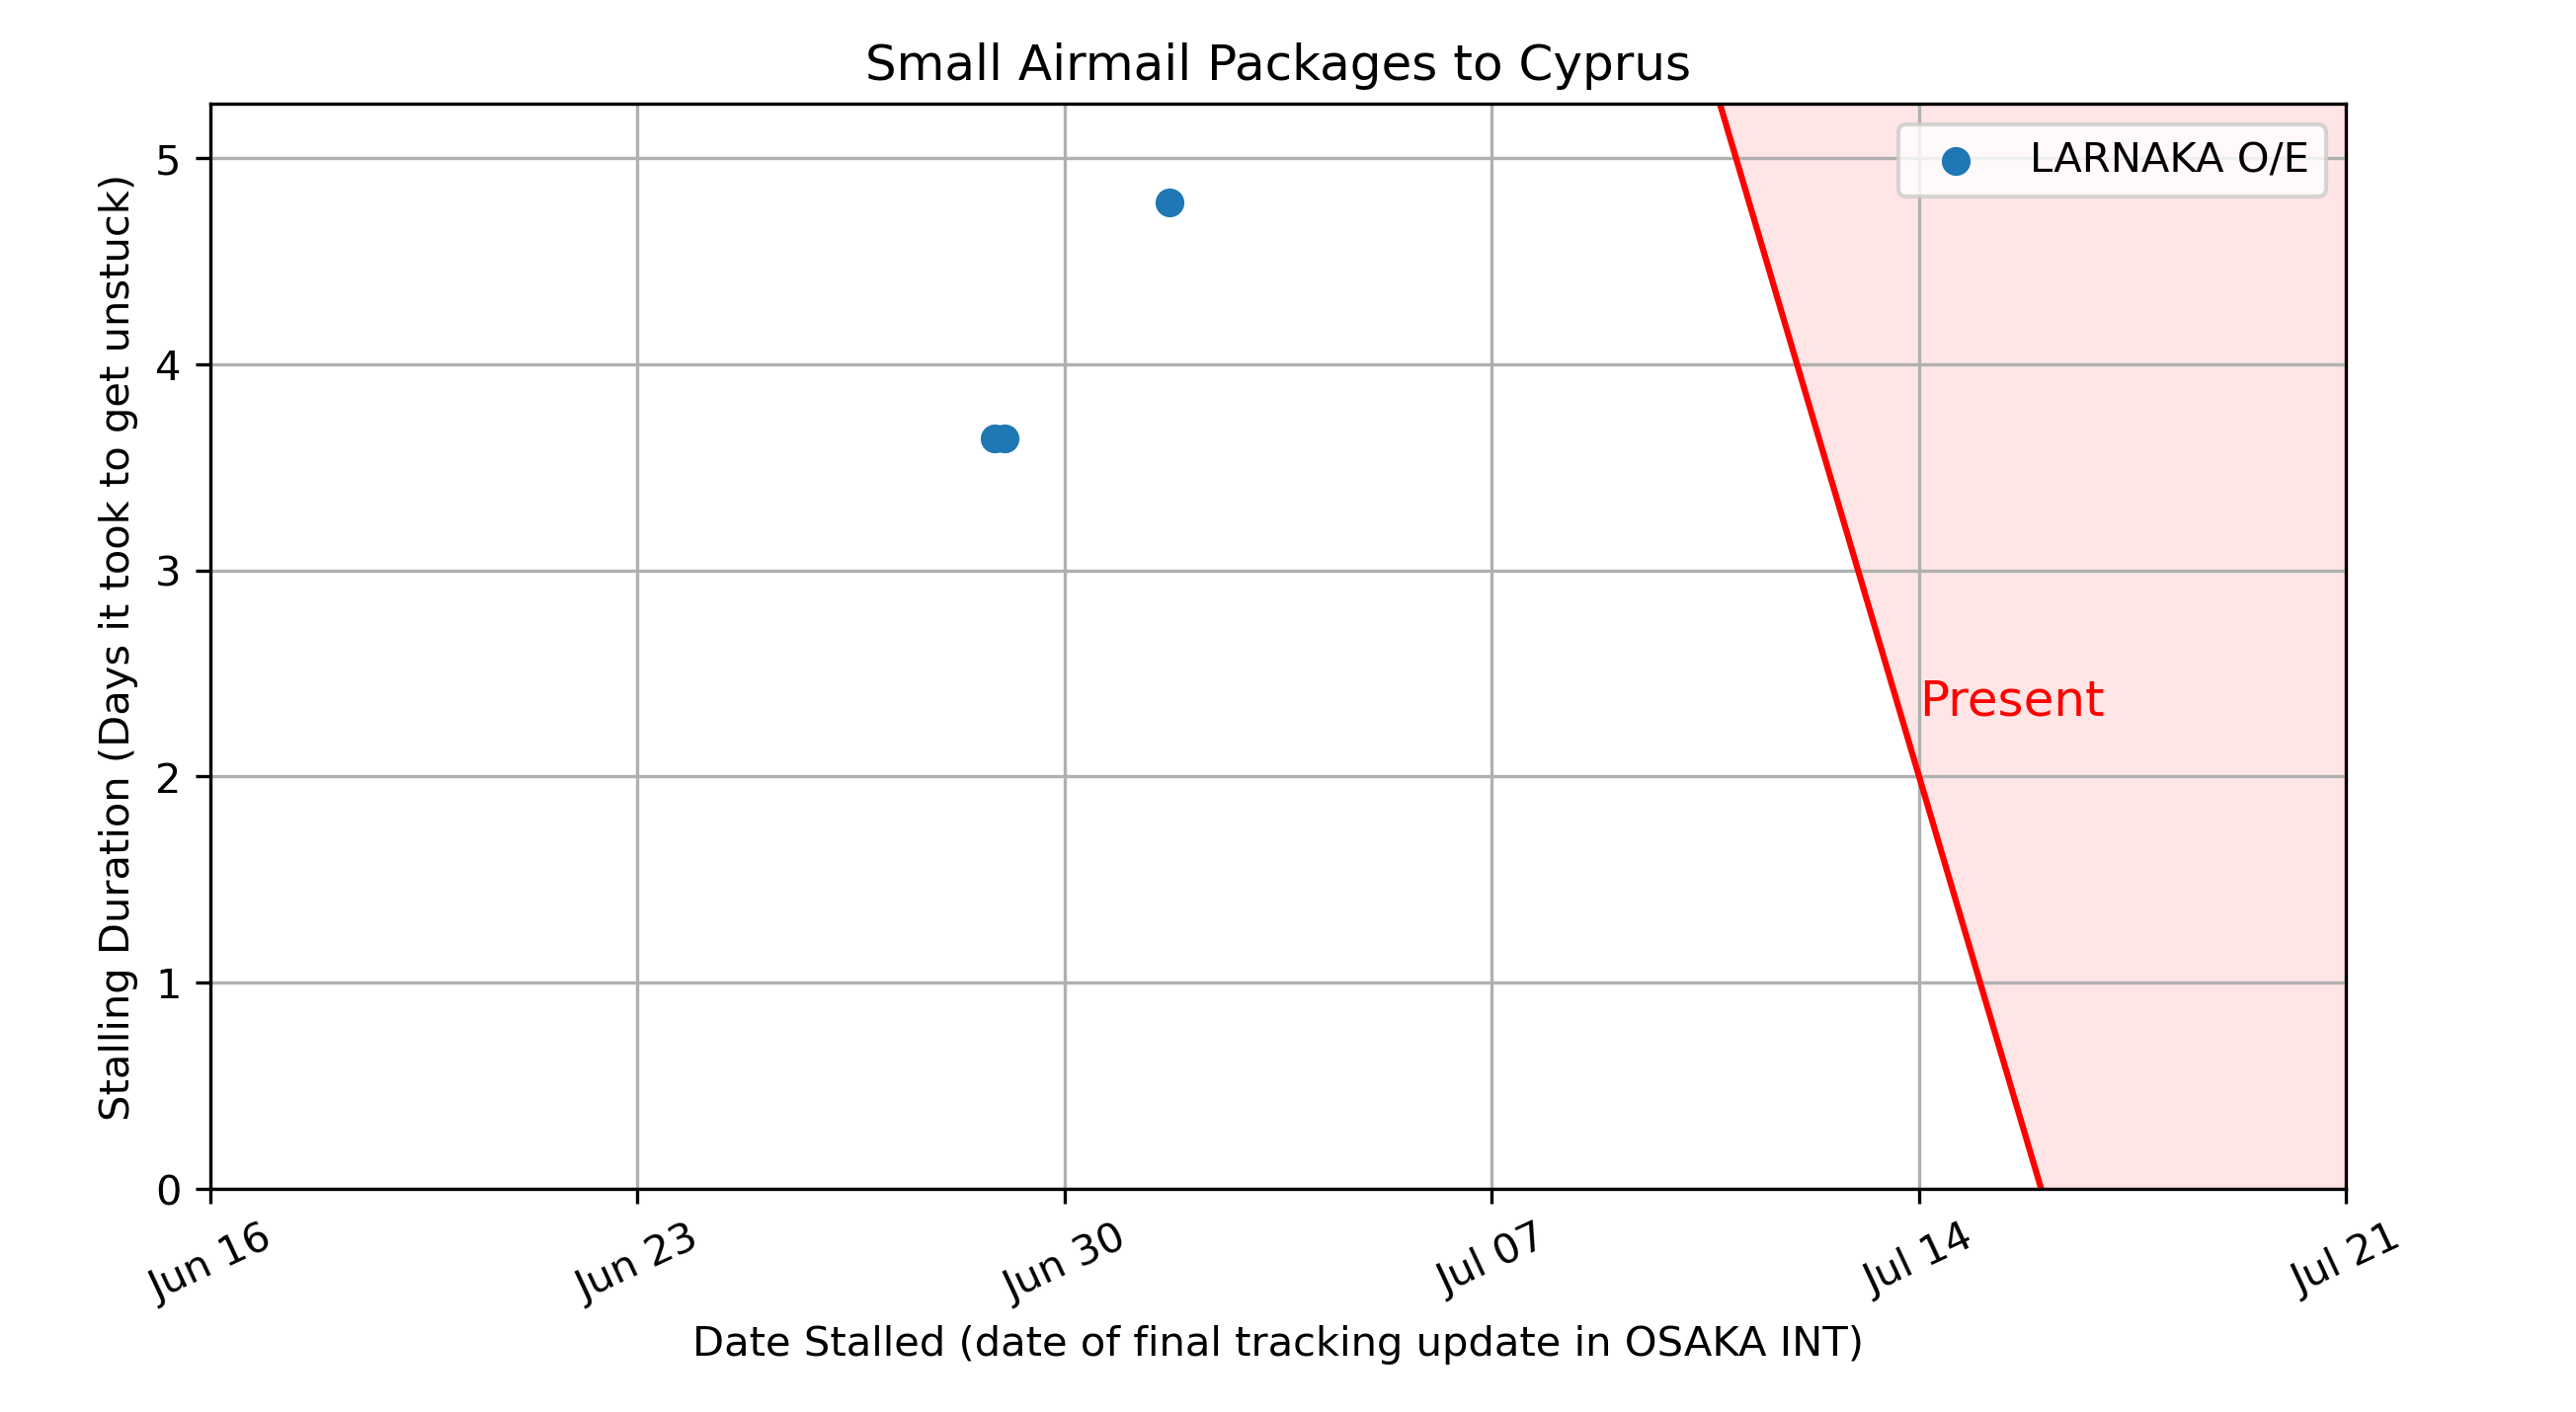 Small Airmail Packages to Cyprus
LARNAKA O/E
Present
Stalling Duration (Days it took to get unstuck)
5
4
3
2
1
0
Jun 16
Jun 23
Jun 30
Jul 07
Jul 14
Jul 21
Date Stalled (date of final tracking update in OSAKA INT)